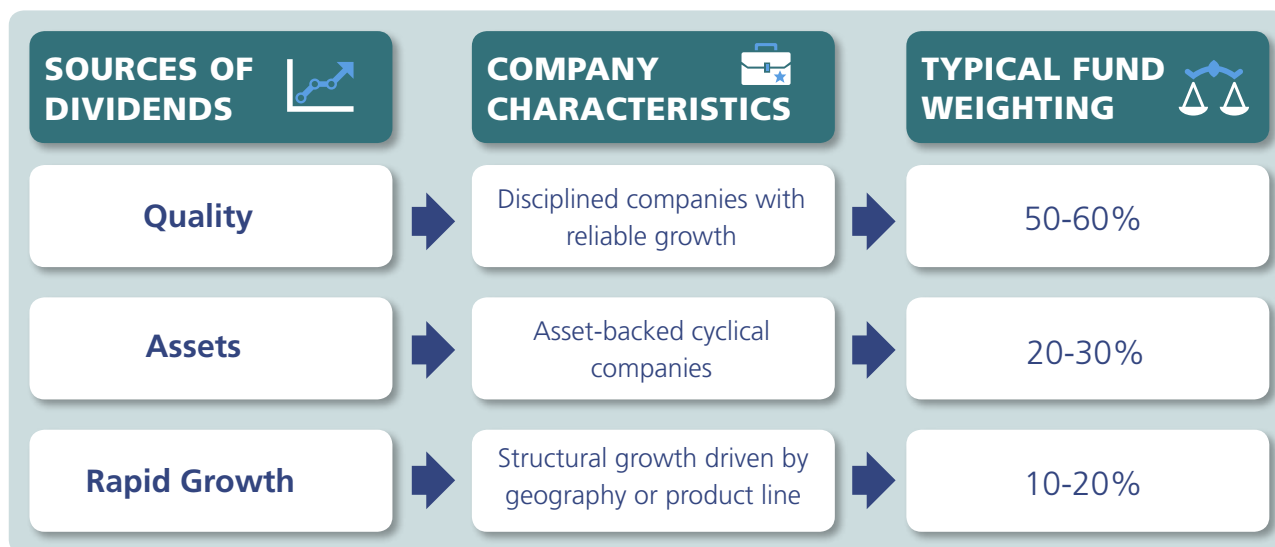 SOURCES OF
DIVIDENDS
COMPANY
CHARACTERISTICS
TYPICAL FUND
WEIGHTING
Quality
Disciplined companies with
reliable growth
50-60%
Assets
Asset-backed cyclical
companies
20-30%
Rapid Growth
Structural growth driven by
geography or product line
10-20%